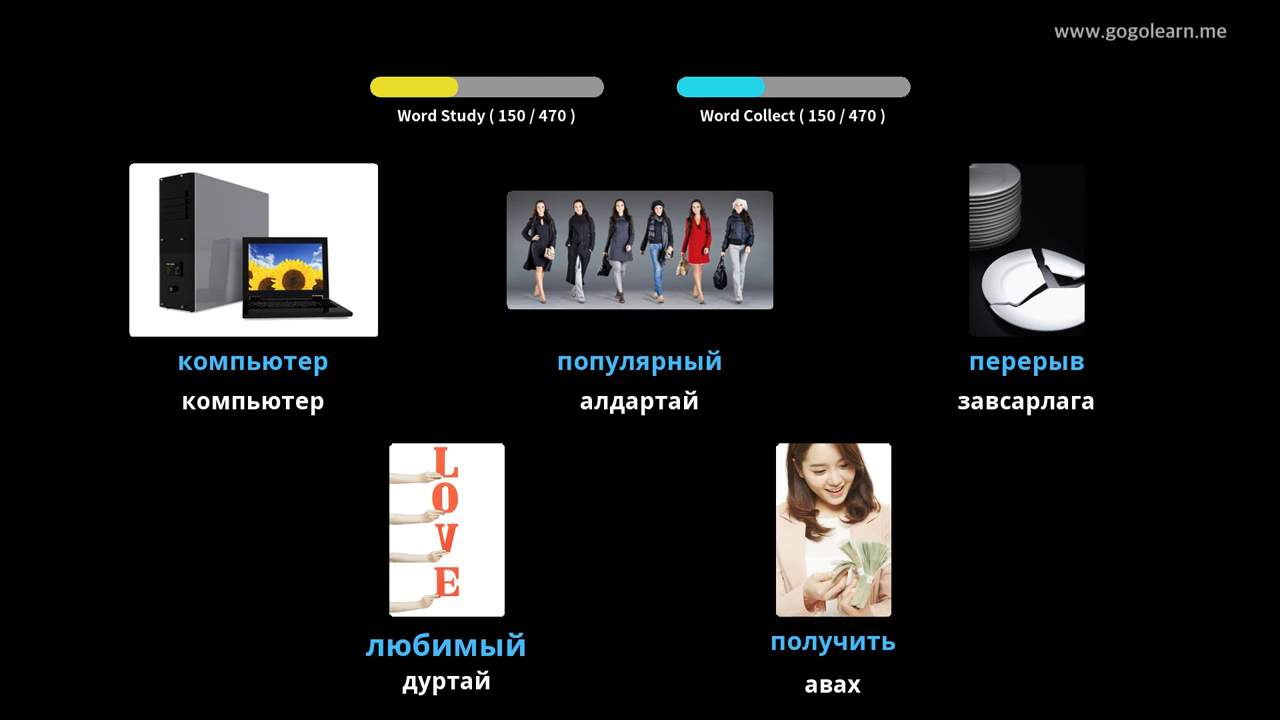 www.gogolearn.me
Word Study ( 150 / 470 )
Word Collect ( 150 / 470 )
компьютер
компьютер
популярный
алдартай
перерыв
завсарлага
LOVE
любимый
дуртай
получить
авах